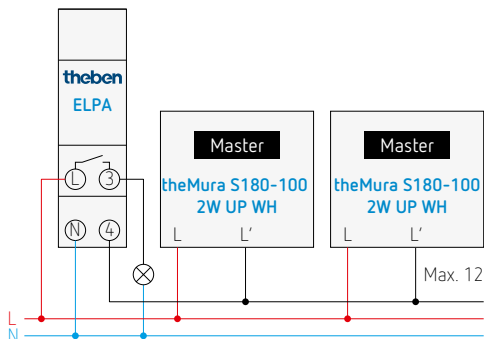 theben
ELPA
L 3
N 4
Master
theMura S180-100
2W UP WH
L L′
Master
theMura S180-100
2W UP WH
L L′
Max. 12
L
N